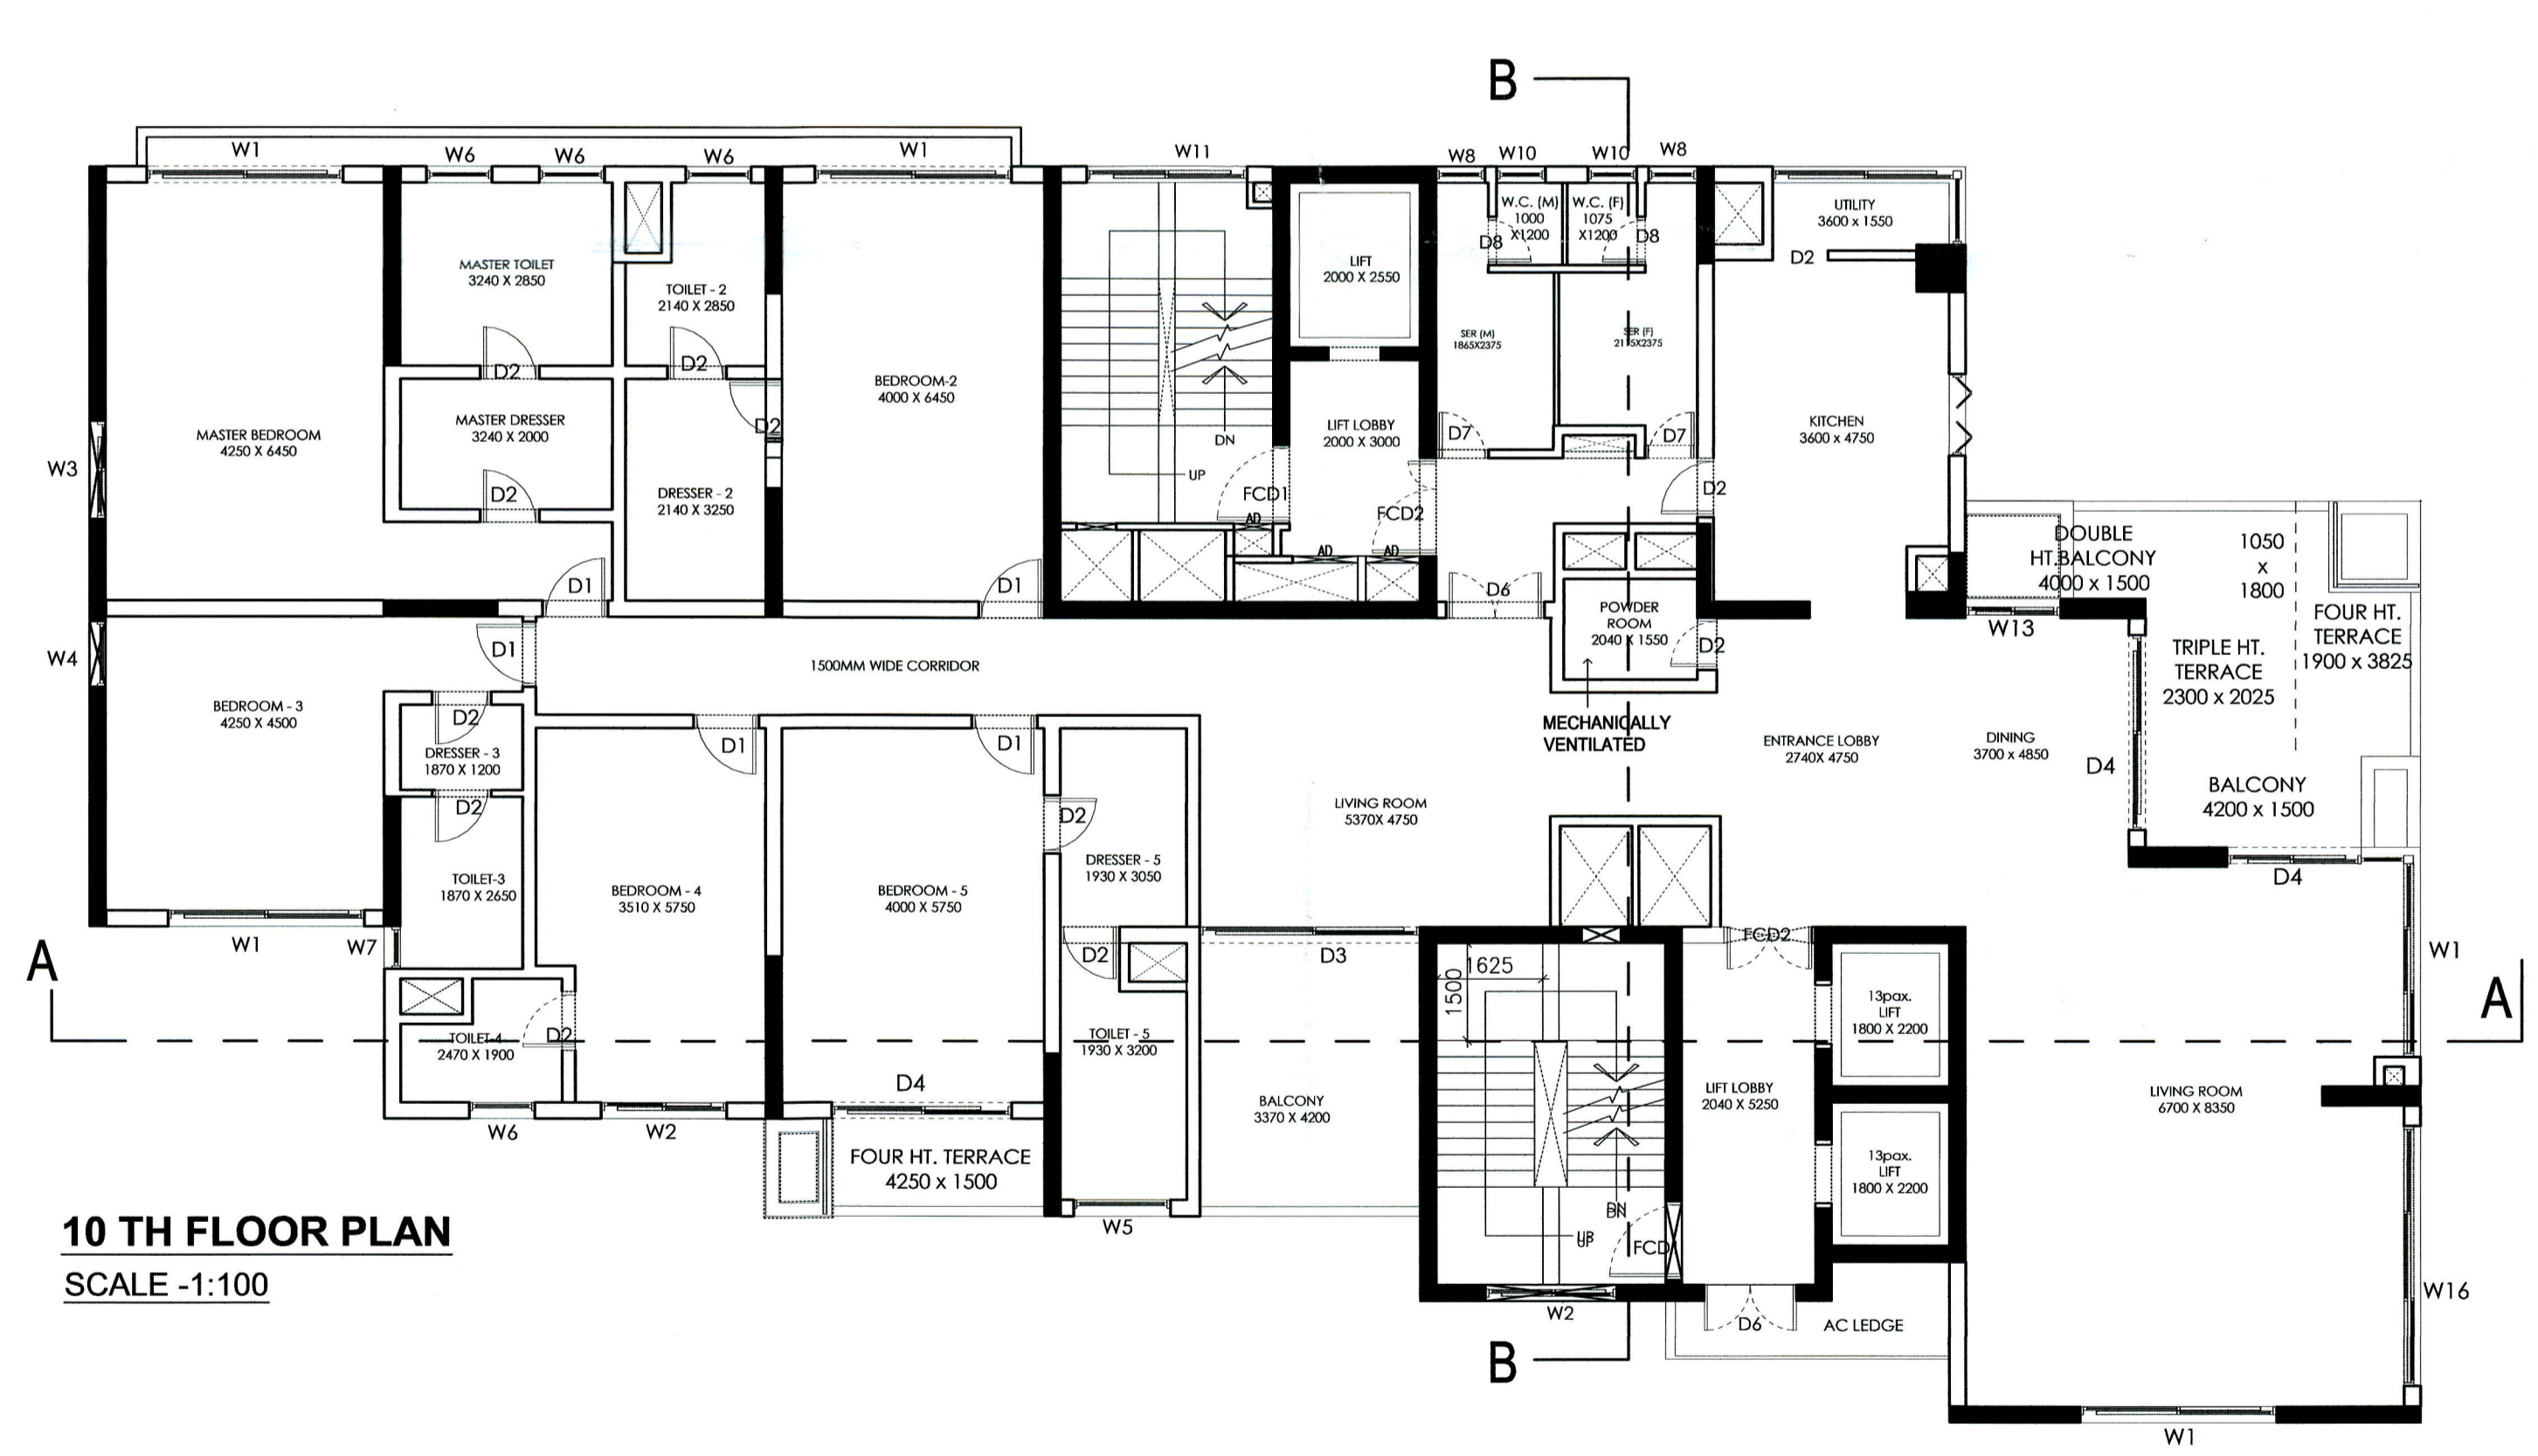 B
W1
W6
W6
W6
W1
W11
W8
W10
W10
W8
W.C. (M)
1000
X1200
W.C. (F)
1075
X1200
D8
D8
UTILITY
3600 x 1550
D2
MASTER TOILET
3240 X 2850
TOILET - 2
2140 X 2850
LIFT
2000 X 2550
SER (M)
1865X2375
SER (F)
D2
D2
BEDROOM-2
4000 X 6450
MASTER BEDROOM
4250 X 6450
MASTER DRESSER
3240 X 2000
D2
DN
UP
LIFT LOBBY
2000 X 3000
D7
D7
KITCHEN
3600 x 4750
W3
D2
DRESSER - 2
2140 X 3250
FCD1
AD
FCD2
AD
AD
D2
D1
D1
D6
POWDER
ROOM
2040 X 1550
D2
DOUBLE
HT.BALCONY
4000 x 1500
1050
x
1800
W13
FOUR HT.
TERRACE
1900 x 3825
TRIPLE HT.
TERRACE
2300 x 2025
W4
D1
1500MM WIDE CORRIDOR
BEDROOM - 3
4250 X 4500
D2
DRESSER - 3
1870 X 1200
D2
D1
D1
MECHANICALLY
VENTILATED
ENTRANCE LOBBY
2740X 4750
DINING
3700 x 4850
D4
BALCONY
4200 x 1500
LIVING ROOM
5370X 4750
D2
DRESSER - 5
1930 X 3050
TOILET-3
1870 X 2650
BEDROOM - 4
3510 X 5750
BEDROOM - 5
4000 X 5750
D4
W1
W7
D2
D3
FCD2
W1
A
A
1625
1500
13pax.
LIFT
1800 X 2200
TOILET-4
2470 X 1900
D2
TOILET - 5
1930 X 3200
D4
BALCONY
3370 X 4200
LIFT LOBBY
2040 X 5250
LIVING ROOM
6700 X 8350
W6
W2
FOUR HT. TERRACE
4250 x 1500
13pax.
LIFT
1800 X 2200
W5
DN
UP
FCD
W2
D6
AC LEDGE
W16
B
W1
10 TH FLOOR PLAN
SCALE -1:100